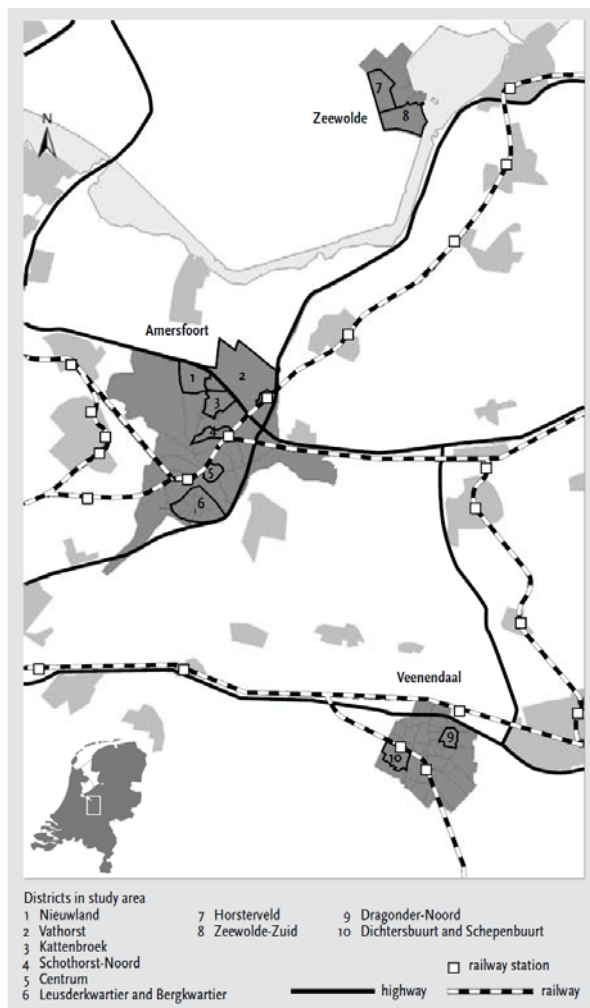 N
Zeewolde
7
8
Amersfoort
1
2
3
4
5
6
Veenendaal
9
10
Districts in study area
1 Nieuwland
2 Vathorst
3 Kattenbroek
4 Schothorst-Noord
5 Centrum
6 Leusderkwartier and Bergkwartier
7 Horsterveld
8 Zeewolde-Zuid
9 Dragonder-Noord
10 Dichtersbuurt and Schepenbuurt
railway station
highway
railway